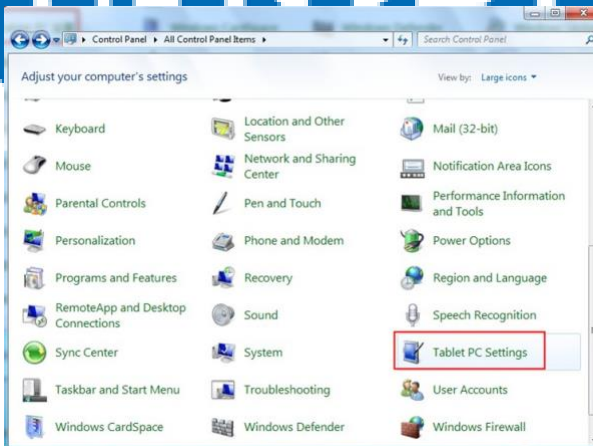 Control Panel ▸ All Control Panel Items ▸
Search Control Panel
Adjust your computer's settings
View by: Large icons
Keyboard
Location and Other
Sensors
Mail (32-bit)
Mouse
Network and Sharing
Center
Notification Area Icons
Parental Controls
Pen and Touch
Performance Information
and Tools
Personalization
Phone and Modem
Power Options
Programs and Features
Recovery
Region and Language
RemoteApp and Desktop
Connections
Sound
Speech Recognition
Sync Center
System
Tablet PC Settings
Taskbar and Start Menu
Troubleshooting
User Accounts
Windows CardSpace
Windows Defender
Windows Firewall